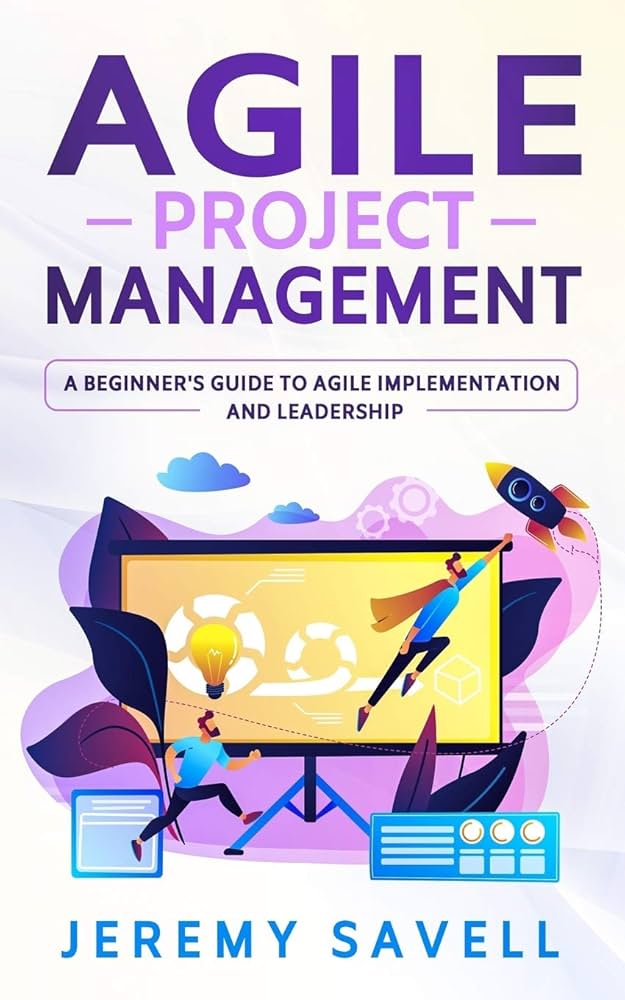 AGILE
PROJECT
MANAGEMENT
A BEGINNER'S GUIDE TO AGILE IMPLEMENTATION
AND LEADERSHIP
JEREMY SAVELL